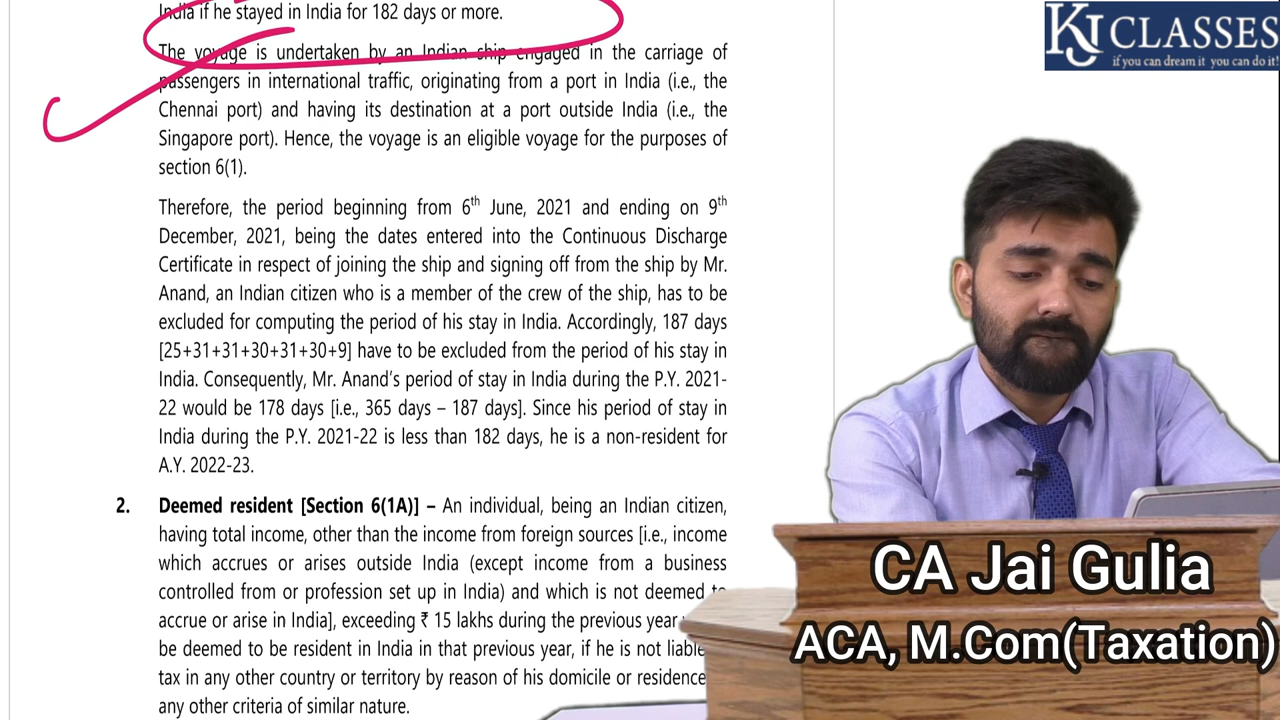 India if he stayed in India for 182 days or more.
The voyage is undertaken by an Indian ship engaged in the carriage of
passengers in international traffic, originating from a port in India (i.e., the
Chennai port) and having its destination at a port outside India (i.e., the
Singapore port). Hence, the voyage is an eligible voyage for the purposes of
section 6(1).
Therefore, the period beginning from 6th June, 2021 and ending on 9th
December, 2021, being the dates entered into the Continuous Discharge
Certificate in respect of joining the ship and signing off from the ship by Mr.
Anand, an Indian citizen who is a member of the crew of the ship, has to be
excluded for computing the period of his stay in India. Accordingly, 187 days
[25+31+31+30+31+30+9] have to be excluded from the period of his stay in
India. Consequently, Mr. Anand's period of stay in India during the P.Y. 2021-
22 would be 178 days [i.e., 365 days – 187 days]. Since his period of stay in
India during the P.Y. 2021-22 is less than 182 days, he is a non-resident for
A.Y. 2022-23.
2. Deemed resident [Section 6(1A)] – An individual, being an Indian citizen,
having total income, other than the income from foreign sources [i.e., income
which accrues or arises outside India (except income from a business
controlled from or profession set up in India) and which is not deemed to
accrue or arise in India], exceeding ₹ 15 lakhs during the previous year
be deemed to be resident in India in that previous year, if he is not liable
tax in any other country or territory by reason of his domicile or residence
any other criteria of similar nature.
KJ CLASSES
if you can dream it you can do it!
CA Jai Gulia
ACA, M.Com(Taxation)